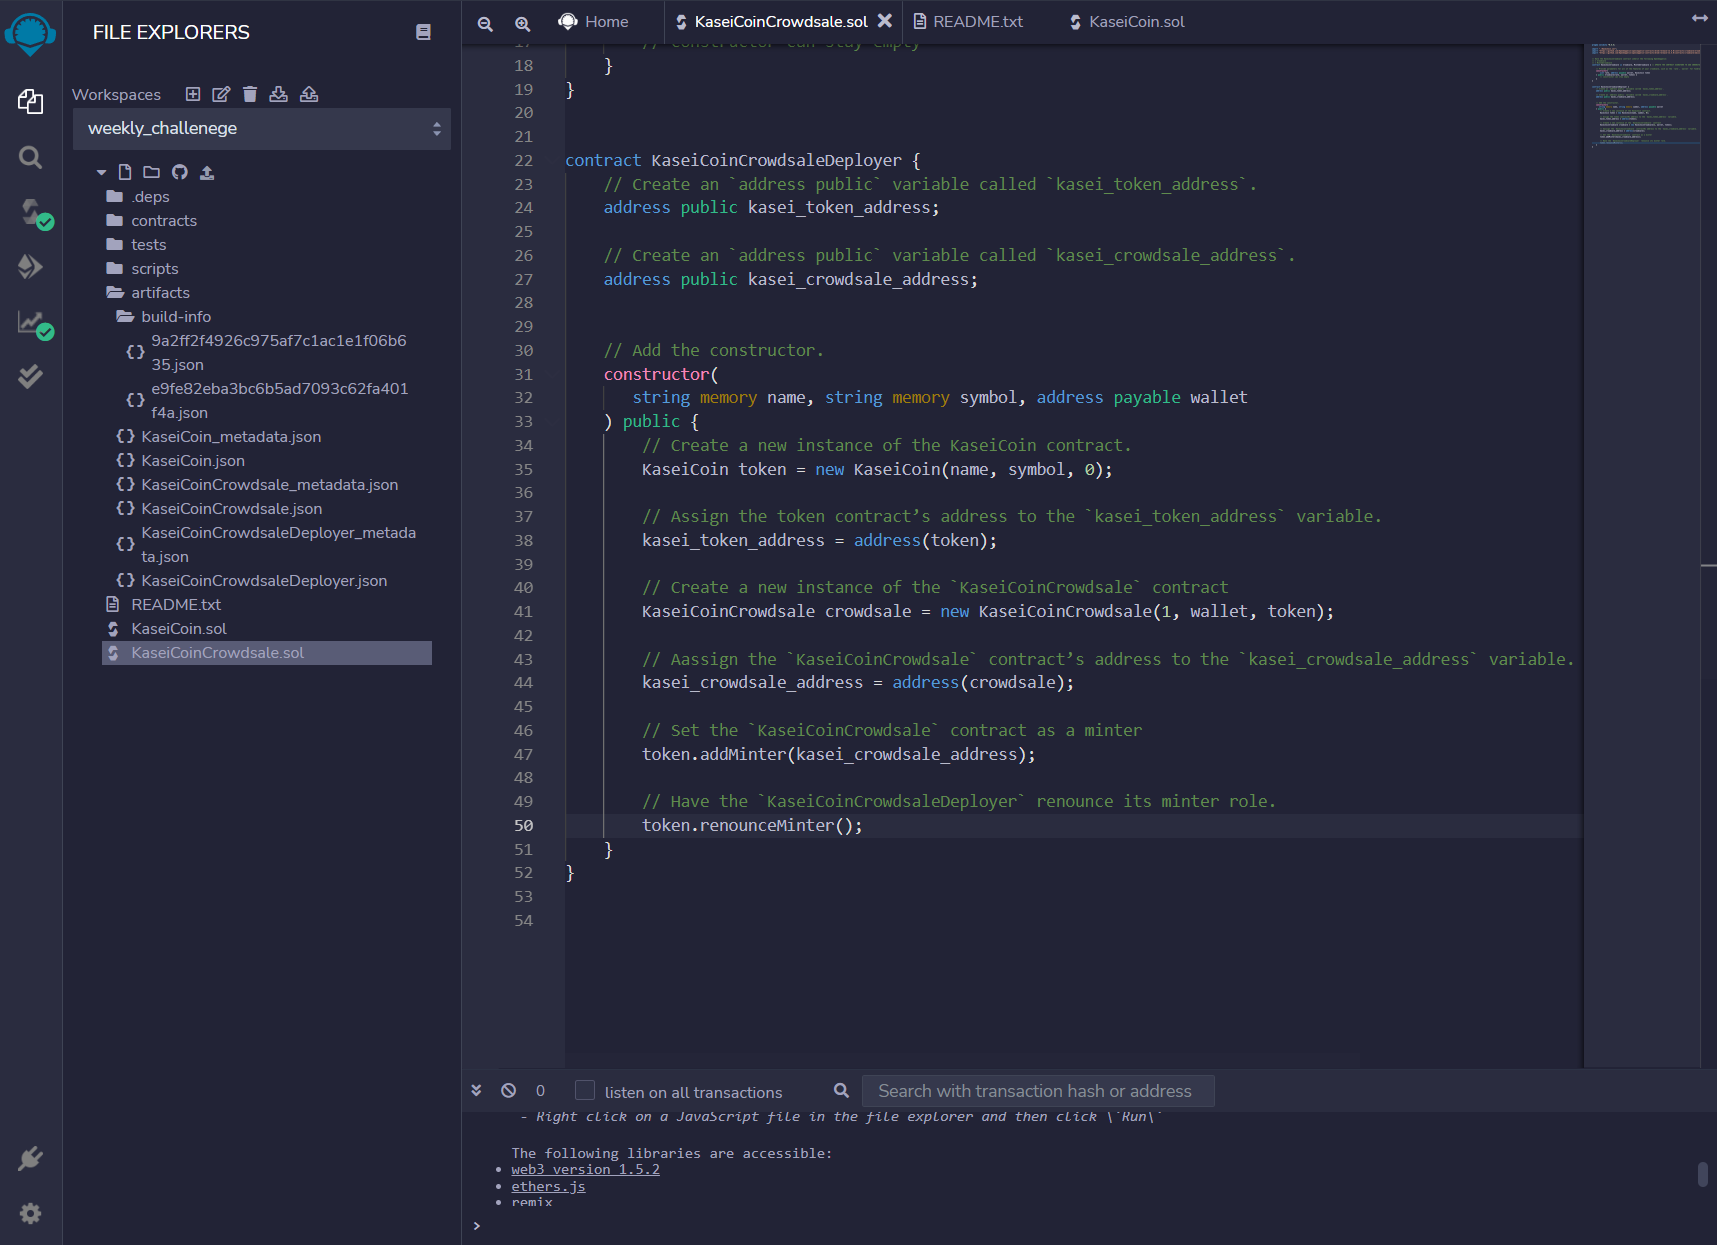 FILE EXPLORERS
Workspaces
weekly_challenege
.deps
contracts
tests
scripts
artifacts
build-info
9a2ff2f4926c975af7c1ac1e1f06b6
35.json
e9fe82eba3bc6b5ad7093c62fa401
f4a.json
KaseiCoin_metadata.json
KaseiCoin.json
KaseiCoinCrowdsale_metadata.json
KaseiCoinCrowdsale.json
KaseiCoinCrowdsaleDeployer_metada
ta.json
KaseiCoinCrowdsaleDeployer.json
README.txt
KaseiCoin.sol
KaseiCoinCrowdsale.sol
Home KaseiCoinCrowdsale.sol README.txt KaseiCoin.sol
17 // constructor can stay empty
18 }
19 }
20
21
22 contract KaseiCoinCrowdsaleDeployer {
23 // Create an `address public` variable called `kasei_token_address`.
24 address public kasei_token_address;
25
26 // Create an `address public` variable called `kasei_crowdsale_address`.
27 address public kasei_crowdsale_address;
28
29
30 // Add the constructor.
31 constructor(
32 string memory name, string memory symbol, address payable wallet
33 ) public {
34 // Create a new instance of the KaseiCoin contract.
35 KaseiCoin token = new KaseiCoin(name, symbol, 0);
36
37 // Assign the token contract’s address to the `kasei_token_address` variable.
38 kasei_token_address = address(token);
39
40 // Create a new instance of the `KaseiCoinCrowdsale` contract
41 KaseiCoinCrowdsale crowdsale = new KaseiCoinCrowdsale(1, wallet, token);
42
43 // Aassign the `KaseiCoinCrowdsale` contract’s address to the `kasei_crowdsale_address` variable.
44 kasei_crowdsale_address = address(crowdsale);
45
46 // Set the `KaseiCoinCrowdsale` contract as a minter
47 token.addMinter(kasei_crowdsale_address);
48
49 // Have the `KaseiCoinCrowdsaleDeployer` renounce its minter role.
50 token.renounceMinter();
51 }
52 }
53
54
0 listen on all transactions Search with transaction hash or address
- Right click on a JavaScript file in the file explorer and then click \`Run\`
The following libraries are accessible:
• web3 version 1.5.2
• ethers.js
• remix
>